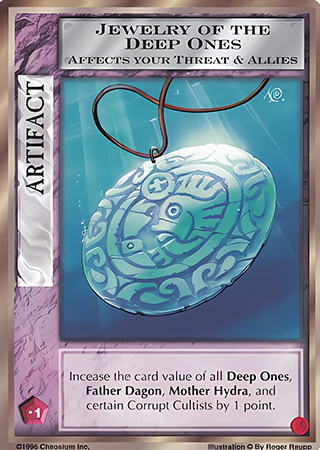 JEWELRY OF THE
DEEP ONES
AFFECTS YOUR THREAT & ALLIES
ARTIFACT
Increase the card value of all Deep Ones,
Father Dagon, Mother Hydra, and
certain Corrupt Cultists by 1 point.
-1
©1996 Chaosium Inc.
Illustration © By Roger Raupp